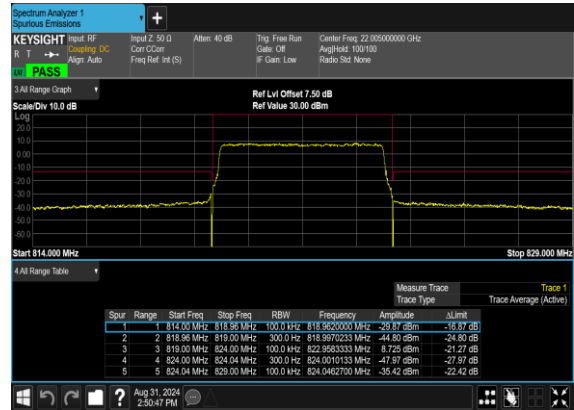 Spectrum Analyzer 1
Spurious Emissions
+
KEYSIGHT Input: RF Input Z: 50 Ω Atten: 40 dB Trig: Free Run Center Freq: 22.005000000 GHz
R T Coupling: DC Corr CCorr Gate: Off Avg|Hold: 100/100
Align: Auto Freq Ref: Int (S) IF Gain: Low Radio Std: None
PASS
3 All Range Graph
Ref Lvl Offset 7.50 dB
Scale/Div 10.0 dB Ref Value 30.00 dBm
Log
20.0
10.0
0.00
-10.0
-20.0
-30.0
-40.0
-50.0
-60.0
Start 814.000 MHz Stop 829.000 MHz
4 All Range Table
Measure Trace Trace 1
Trace Type Trace Average (Active)
Spur Range Start Freq Stop Freq RBW Frequency Amplitude ΔLimit
1 1 814.00 MHz 818.96 MHz 100.0 kHz 818.9620000 MHz -29.87 dBm -16.87 dB
2 2 818.96 MHz 819.00 MHz 300.0 Hz 818.9970233 MHz -44.80 dBm -24.80 dB
3 3 819.00 MHz 824.00 MHz 100.0 kHz 822.9583333 MHz 8.725 dBm -21.27 dB
4 4 824.00 MHz 824.04 MHz 300.0 Hz 824.0010133 MHz -47.97 dBm -27.97 dB
5 5 824.04 MHz 829.00 MHz 100.0 kHz 824.0462700 MHz -35.42 dBm -22.42 dB
?
Aug 31, 2024
2:50:47 PM